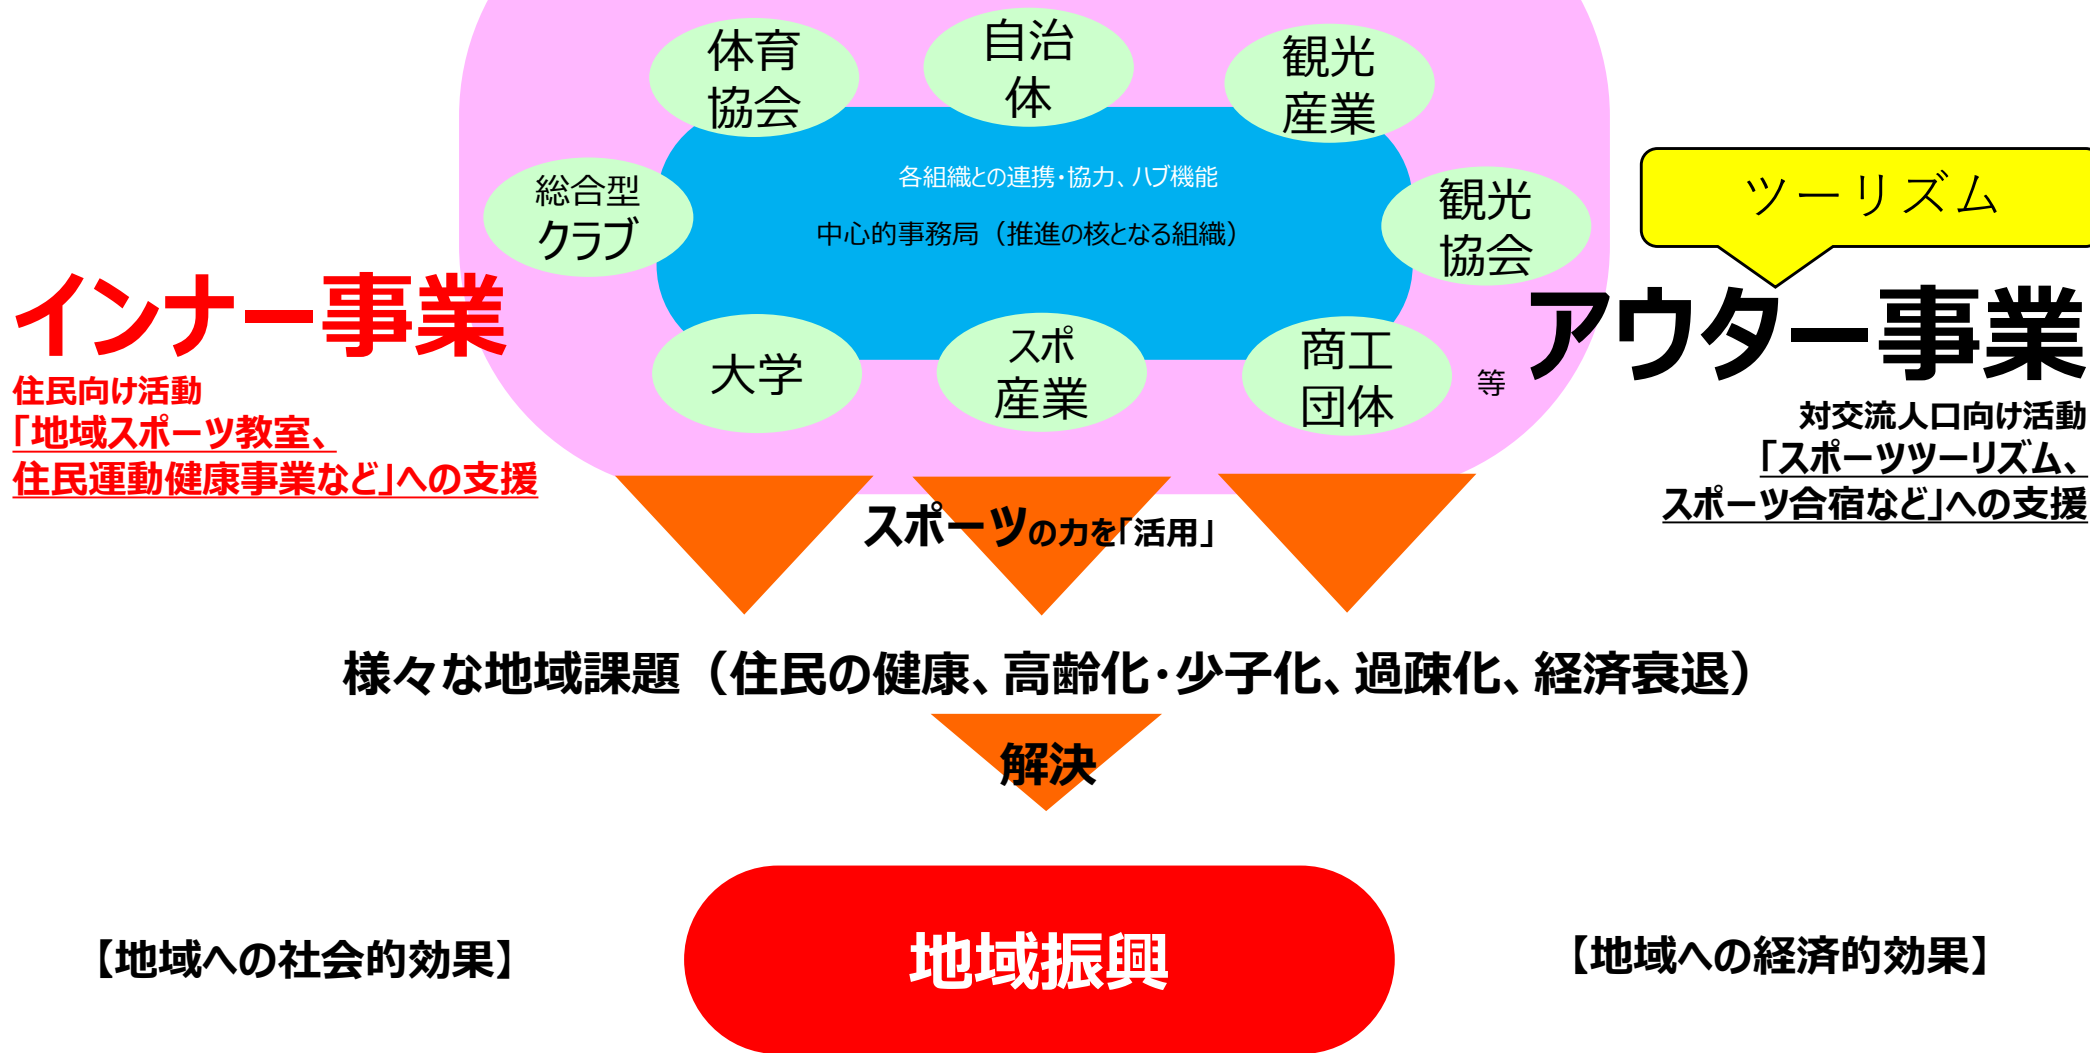 体育
協会
自治
体
観光
産業
各組織との連携・協力、ハブ機能
中心的事務局（推進の核となる組織）
総合型
クラブ
観光
協会
ツーリズム
インナー事業
アウター事業
大学
スポ
産業
商工
団体
等
住民向け活動
「地域スポーツ教室、
住民運動健康事業など」への支援
対交流人口向け活動
「スポーツツーリズム、
スポーツ合宿など」への支援
スポーツの力を「活用」
様々な地域課題（住民の健康、高齢化・少子化、過疎化、経済衰退）
解決
【地域への社会的効果】
地域振興
【地域への経済的効果】